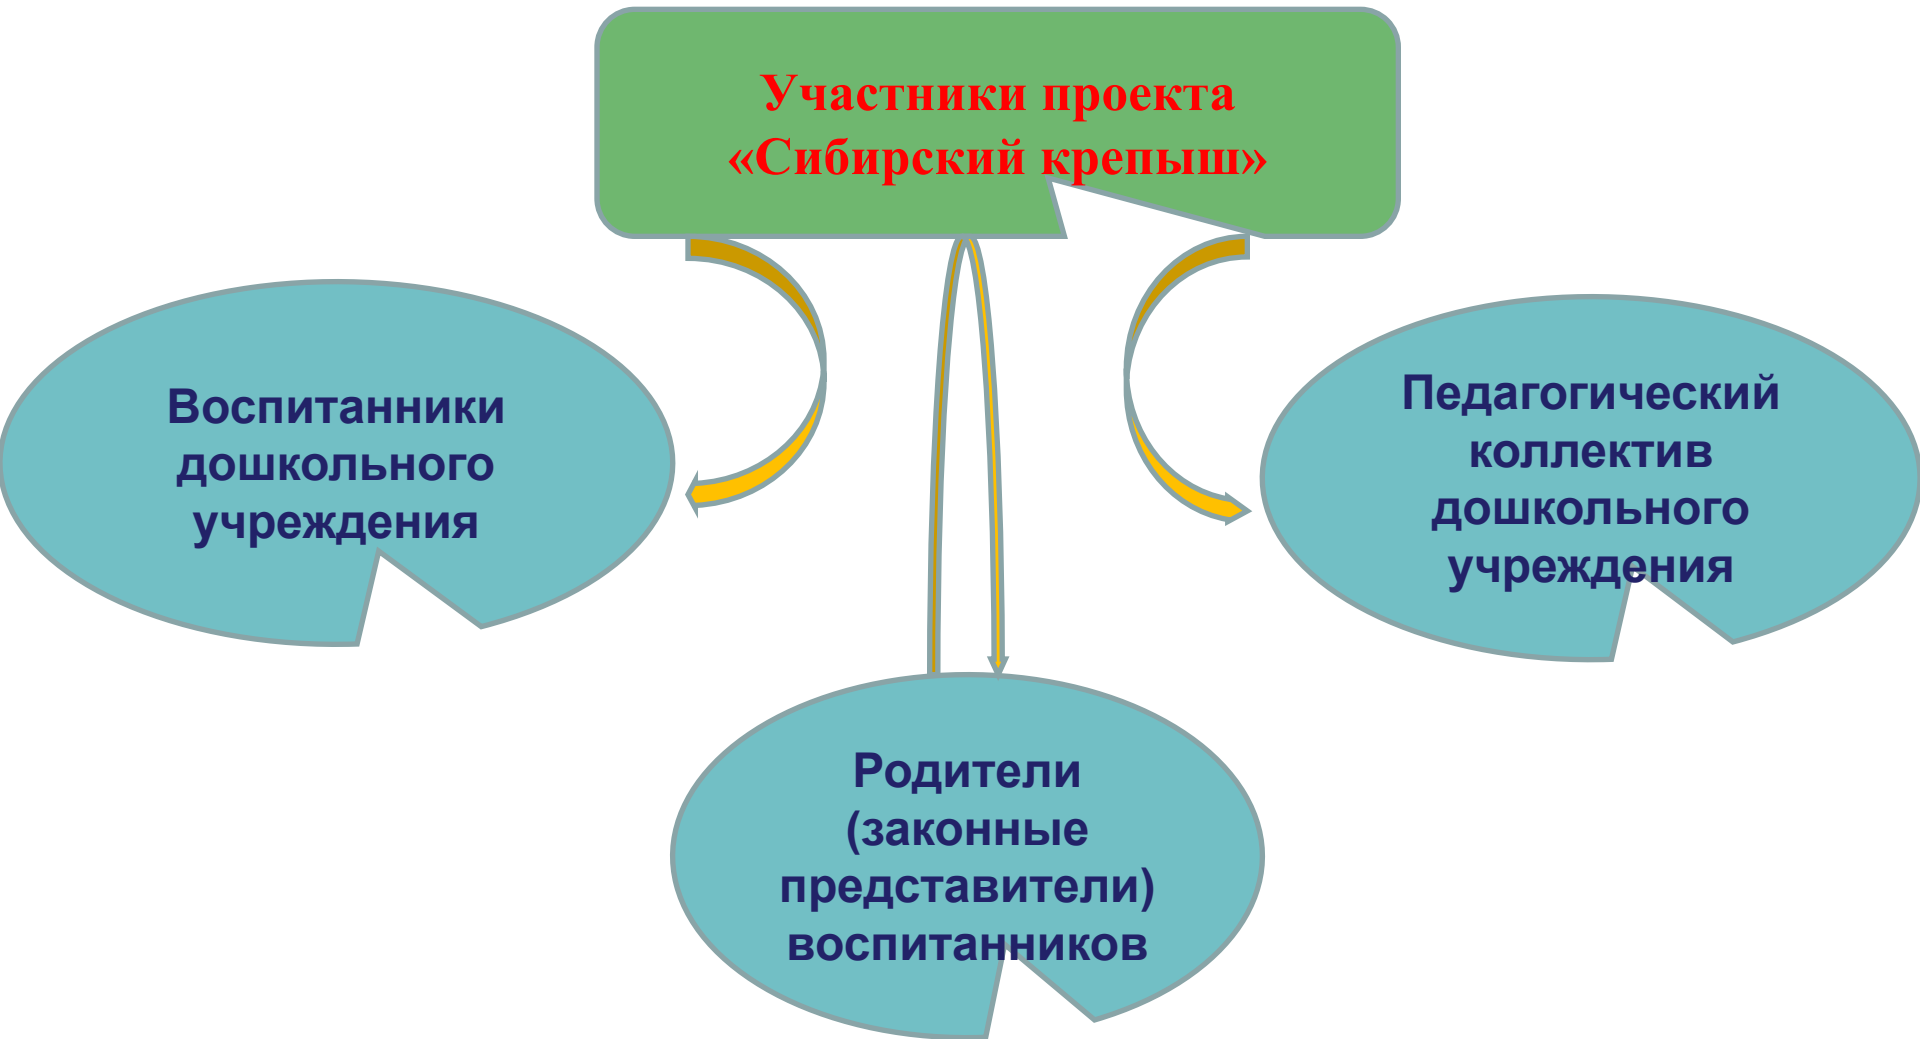 Участники проекта
«Сибирский крепыш»
Воспитанники
дошкольного
учреждения
Педагогический
коллектив
дошкольного
учреждения
Родители
(законные
представители)
воспитанников